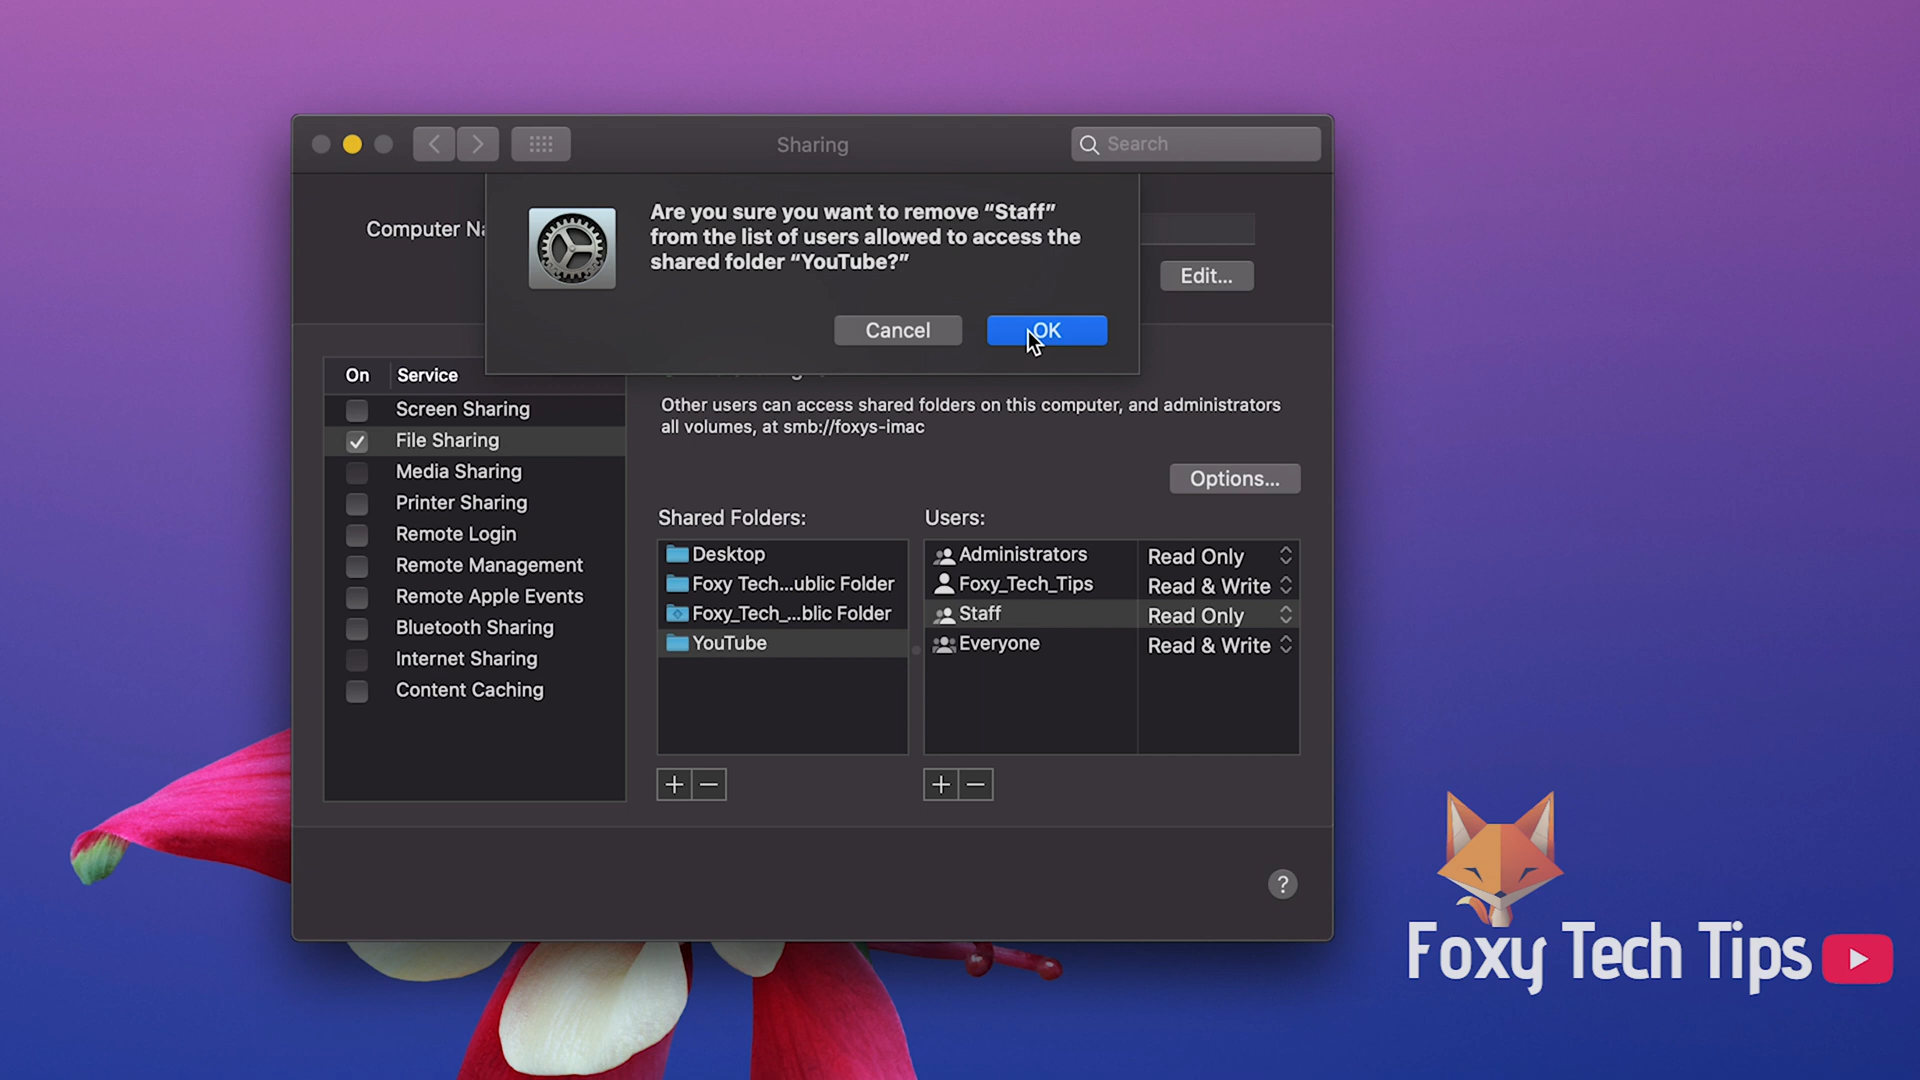 Sharing
Search
Are you sure you want to remove “Staff”
from the list of users allowed to access the
shared folder “YouTube?”
Cancel
OK
Computer
Edit...
On
Service
Screen Sharing
File Sharing
Media Sharing
Printer Sharing
Remote Login
Remote Management
Remote Apple Events
Bluetooth Sharing
Internet Sharing
Content Caching
Other users can access shared folders on this computer, and administrators
all volumes, at smb://foxys-imac
Options...
Shared Folders:
Desktop
Foxy Tech...ublic Folder
Foxy_Tech_...blic Folder
YouTube
Users:
Administrators Read Only
Foxy_Tech_Tips Read & Write
Staff Read Only
Everyone Read & Write
+ −
+ −
?
Foxy Tech Tips